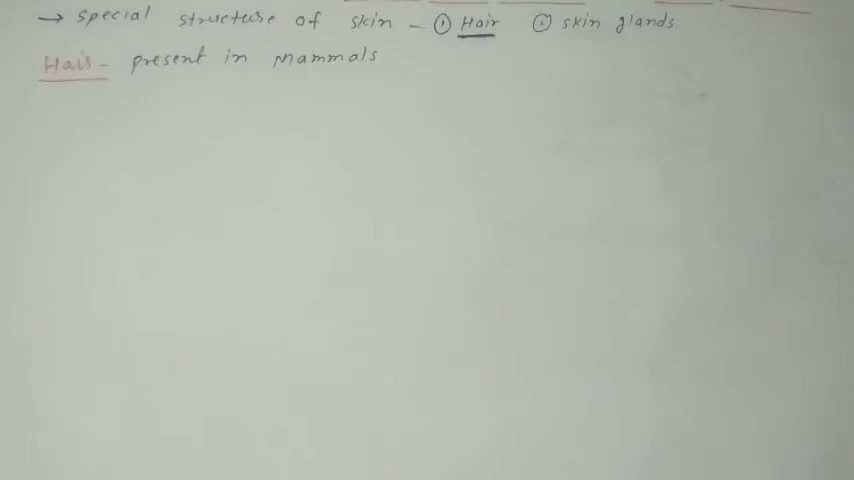 → special structure of skin - ① Hair ② skin glands
Hair - present in Mammals